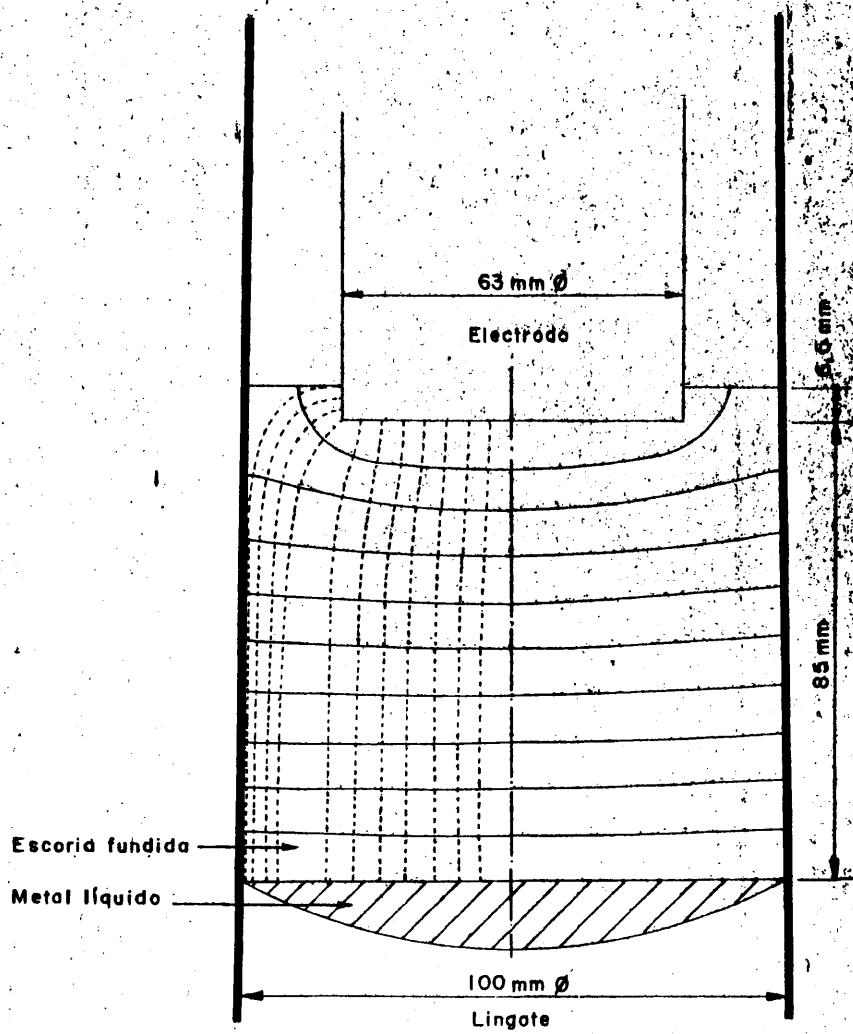 63 mm Ø
Electrodo
85 mm
Escoria fundida
Metal líquido
100 mm Ø
Lingote